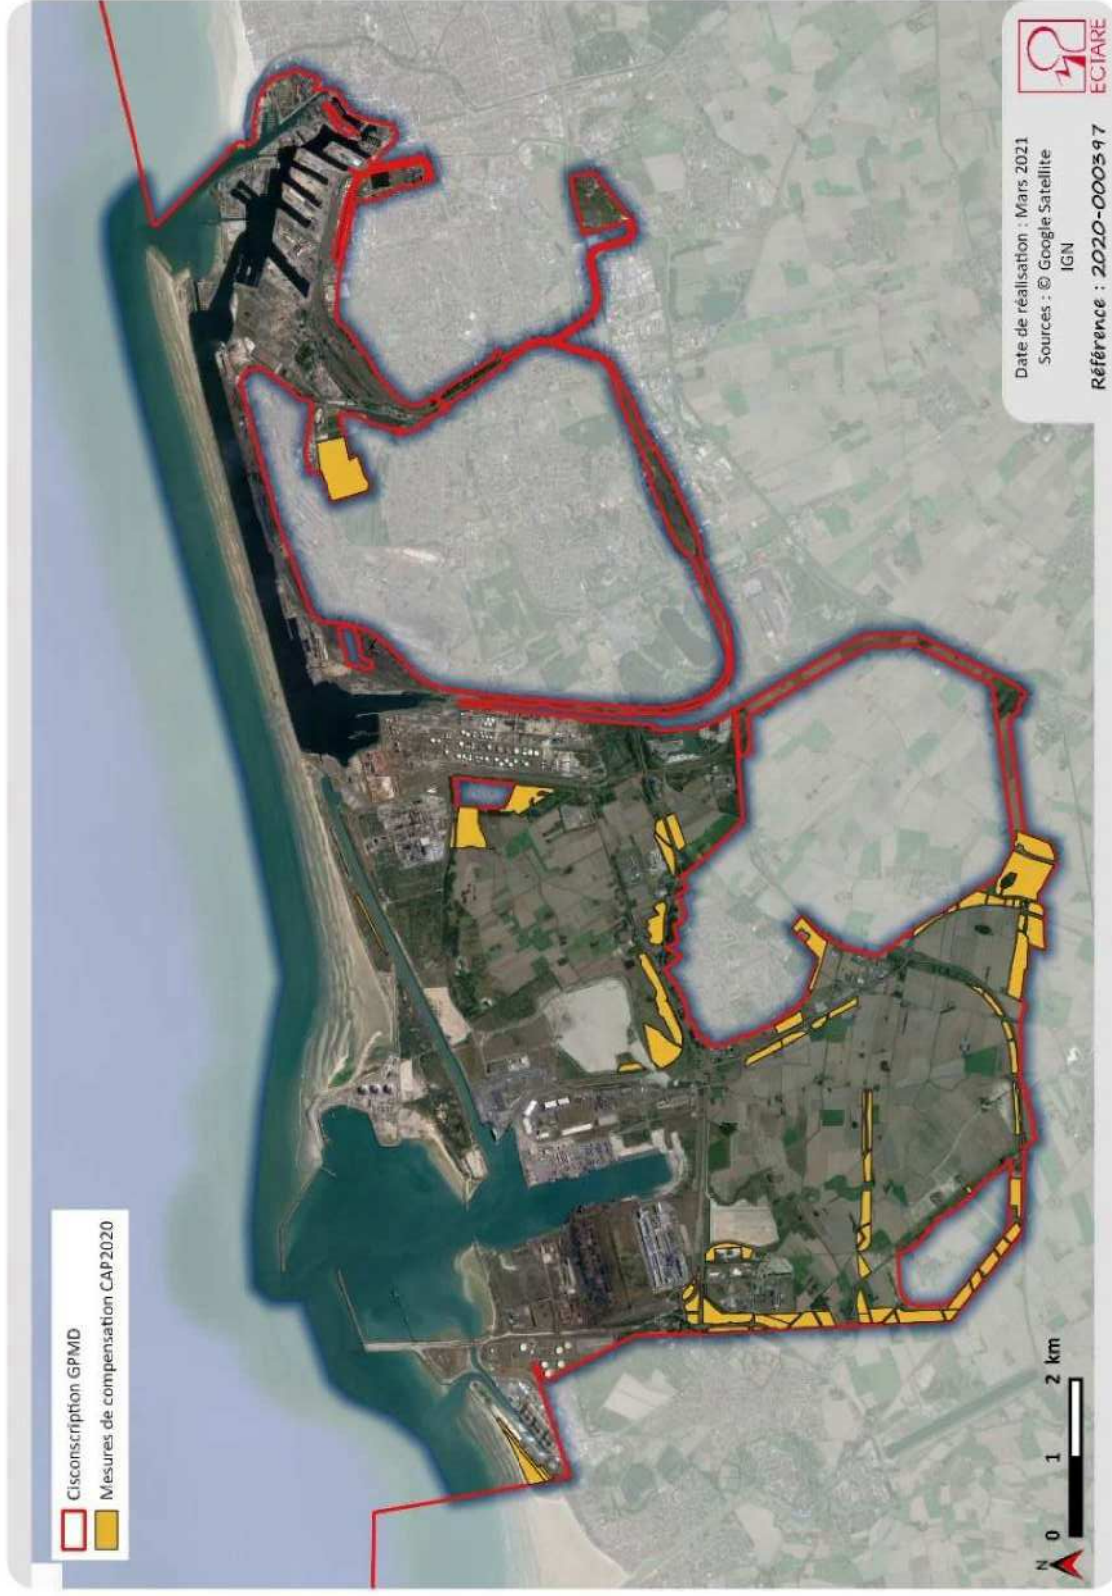 Cisconscription GPMD
Mesures de compensation CAP2020
N
0 1 2 km
Date de réalisation : Mars 2021
Sources : © Google Satellite
IGN
Référence : 2020-000397
ECTARE